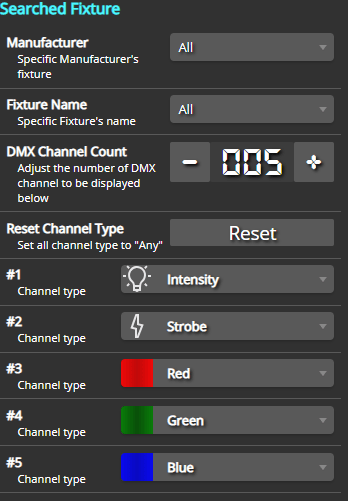 Searched Fixture
Manufacturer
All
Specific Manufacturer's
fixture
Fixture Name
All
Specific Fixture's name
DMX Channel Count
- 005 +
Adjust the number of DMX
channel to be displayed
below
Reset Channel Type
Reset
Set all channel type to "Any"
#1
Intensity
Channel type
#2
Strobe
Channel type
#3
Red
Channel type
#4
Green
Channel type
#5
Blue
Channel type